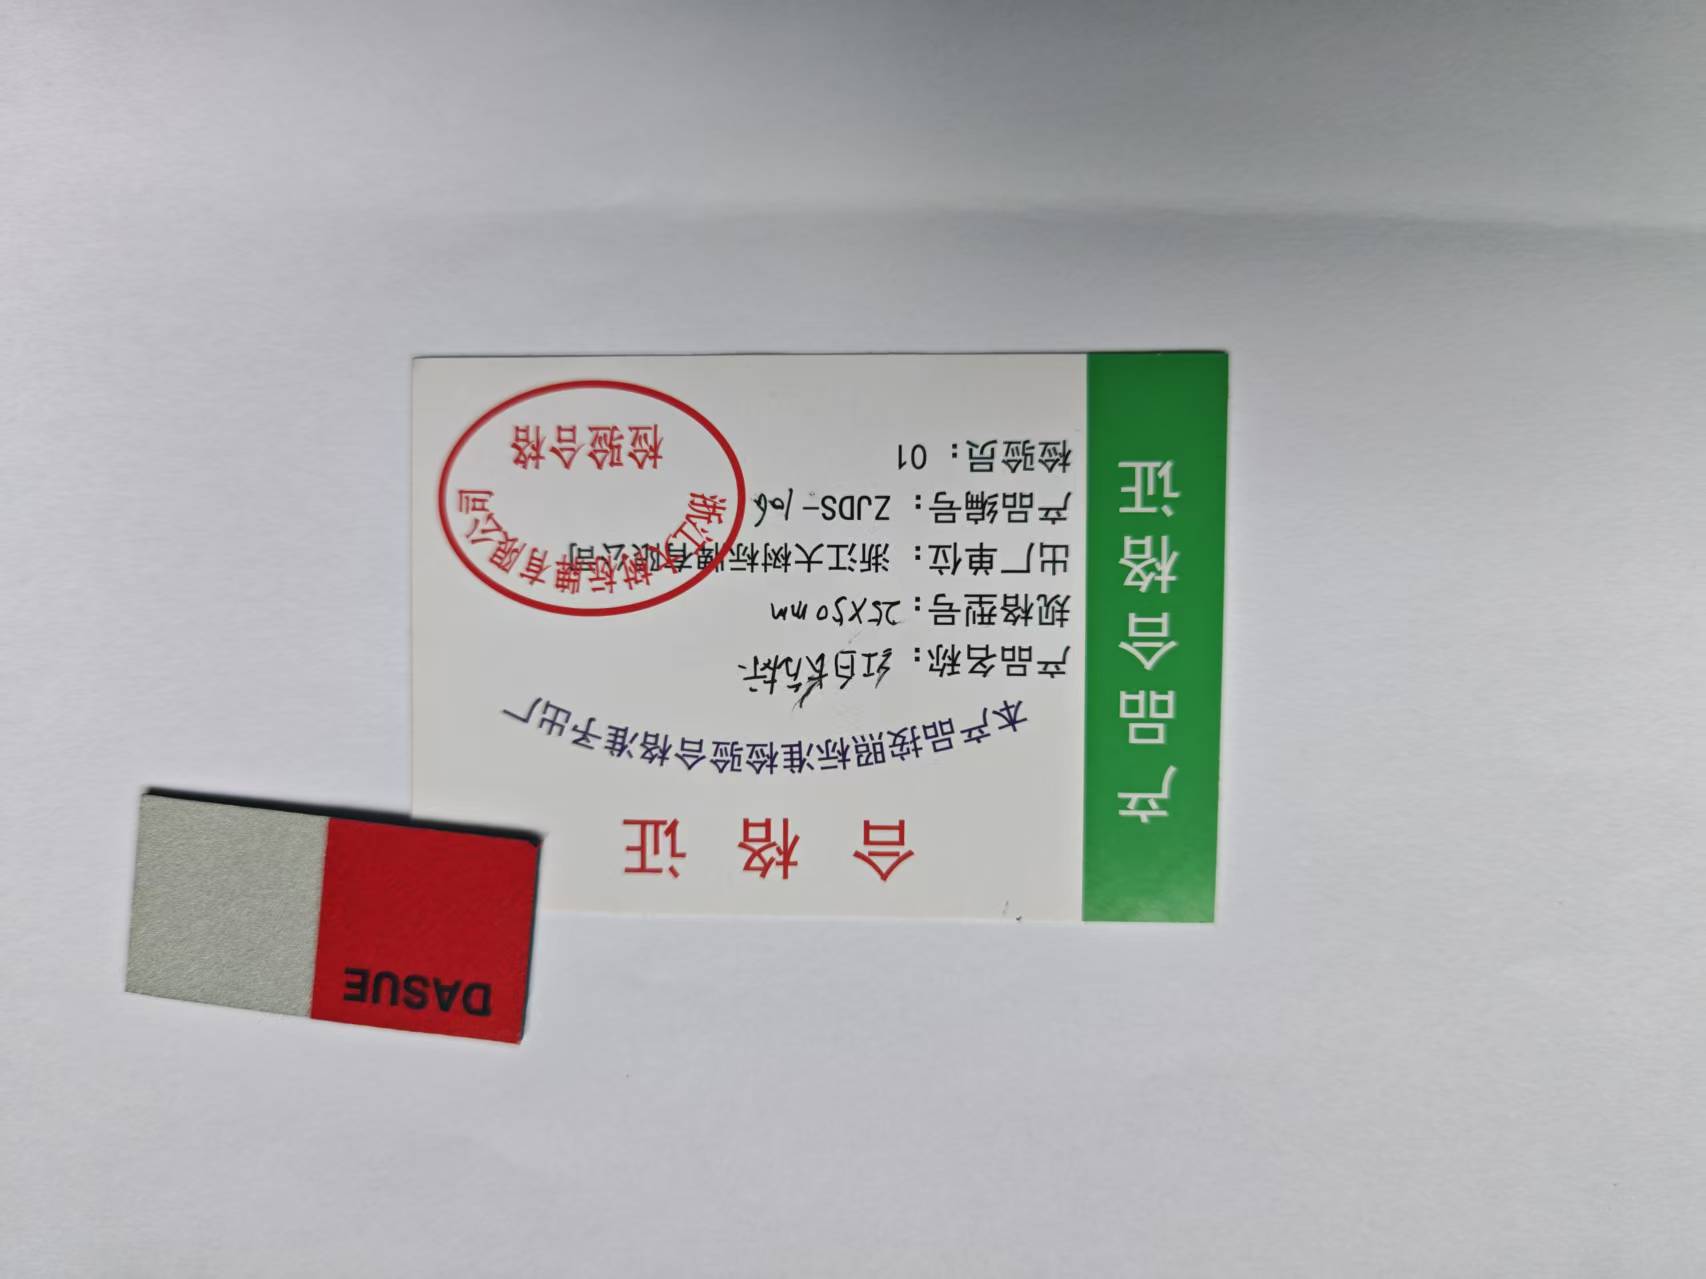 产品合格证
合格证
本产品按照标准检验合格准予出厂
产品名称：红白长方标
规格型号：25X50mm
出厂单位：浙江大树标牌有限公司
产品编号：ZJDS-106
检验员：01
浙江大树标牌有限公司
检验合格
DASUE